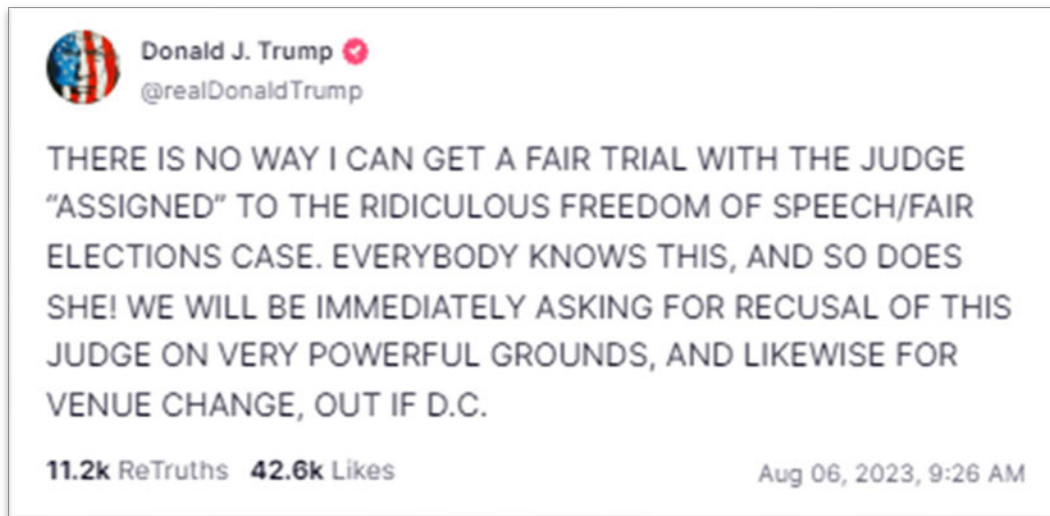 Donald J. Trump
@realDonaldTrump
THERE IS NO WAY I CAN GET A FAIR TRIAL WITH THE JUDGE
“ASSIGNED” TO THE RIDICULOUS FREEDOM OF SPEECH/FAIR
ELECTIONS CASE. EVERYBODY KNOWS THIS, AND SO DOES
SHE! WE WILL BE IMMEDIATELY ASKING FOR RECUSAL OF THIS
JUDGE ON VERY POWERFUL GROUNDS, AND LIKEWISE FOR
VENUE CHANGE, OUT IF D.C.
11.2k ReTruths 42.6k Likes Aug 06, 2023, 9:26 AM